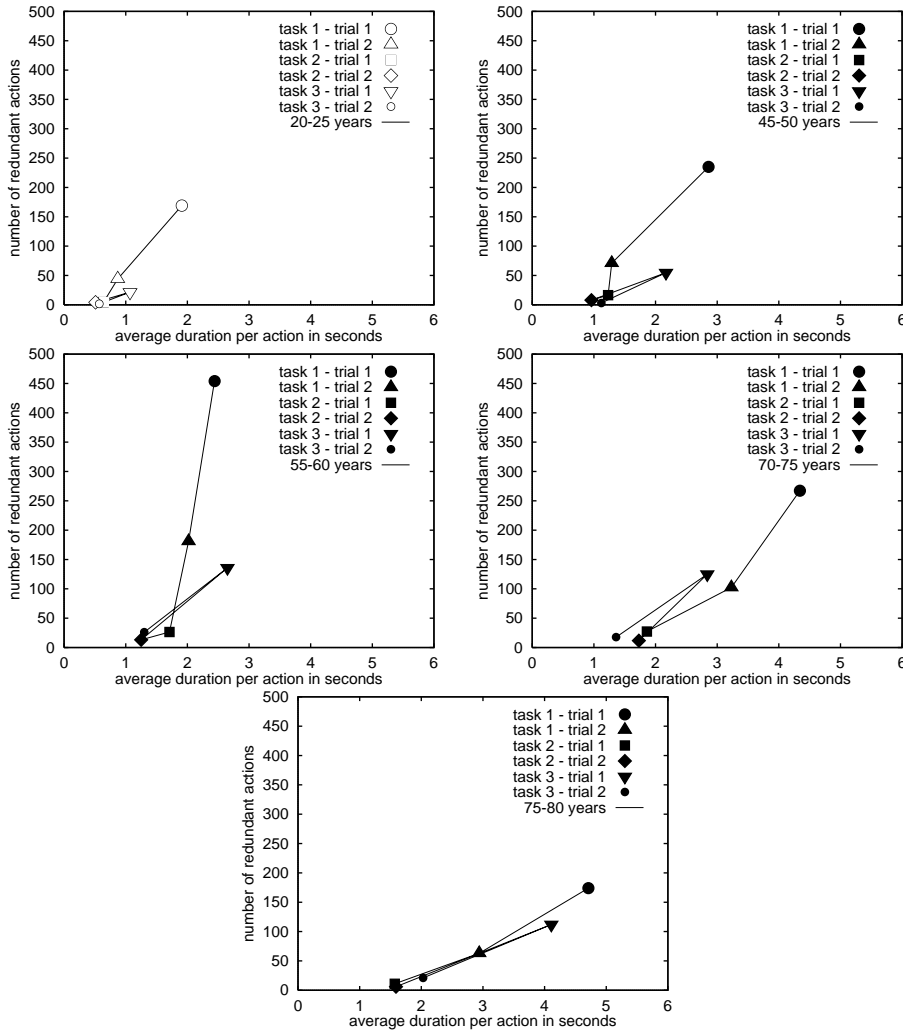 number of redundant actions
500
450
400
350
300
250
200
150
100
50
0
task 1 - trial 1
task 1 - trial 2
task 2 - trial 1
task 2 - trial 2
task 3 - trial 1
task 3 - trial 2
20-25 years
0 1 2 3 4 5 6
average duration per action in seconds
number of redundant actions
500
450
400
350
300
250
200
150
100
50
0
task 1 - trial 1
task 1 - trial 2
task 2 - trial 1
task 2 - trial 2
task 3 - trial 1
task 3 - trial 2
45-50 years
0 1 2 3 4 5 6
average duration per action in seconds
number of redundant actions
500
450
400
350
300
250
200
150
100
50
0
task 1 - trial 1
task 1 - trial 2
task 2 - trial 1
task 2 - trial 2
task 3 - trial 1
task 3 - trial 2
55-60 years
0 1 2 3 4 5 6
average duration per action in seconds
number of redundant actions
500
450
400
350
300
250
200
150
100
50
0
task 1 - trial 1
task 1 - trial 2
task 2 - trial 1
task 2 - trial 2
task 3 - trial 1
task 3 - trial 2
70-75 years
0 1 2 3 4 5 6
average duration per action in seconds
number of redundant actions
500
450
400
350
300
250
200
150
100
50
0
task 1 - trial 1
task 1 - trial 2
task 2 - trial 1
task 2 - trial 2
task 3 - trial 1
task 3 - trial 2
75-80 years
0 1 2 3 4 5 6
average duration per action in seconds